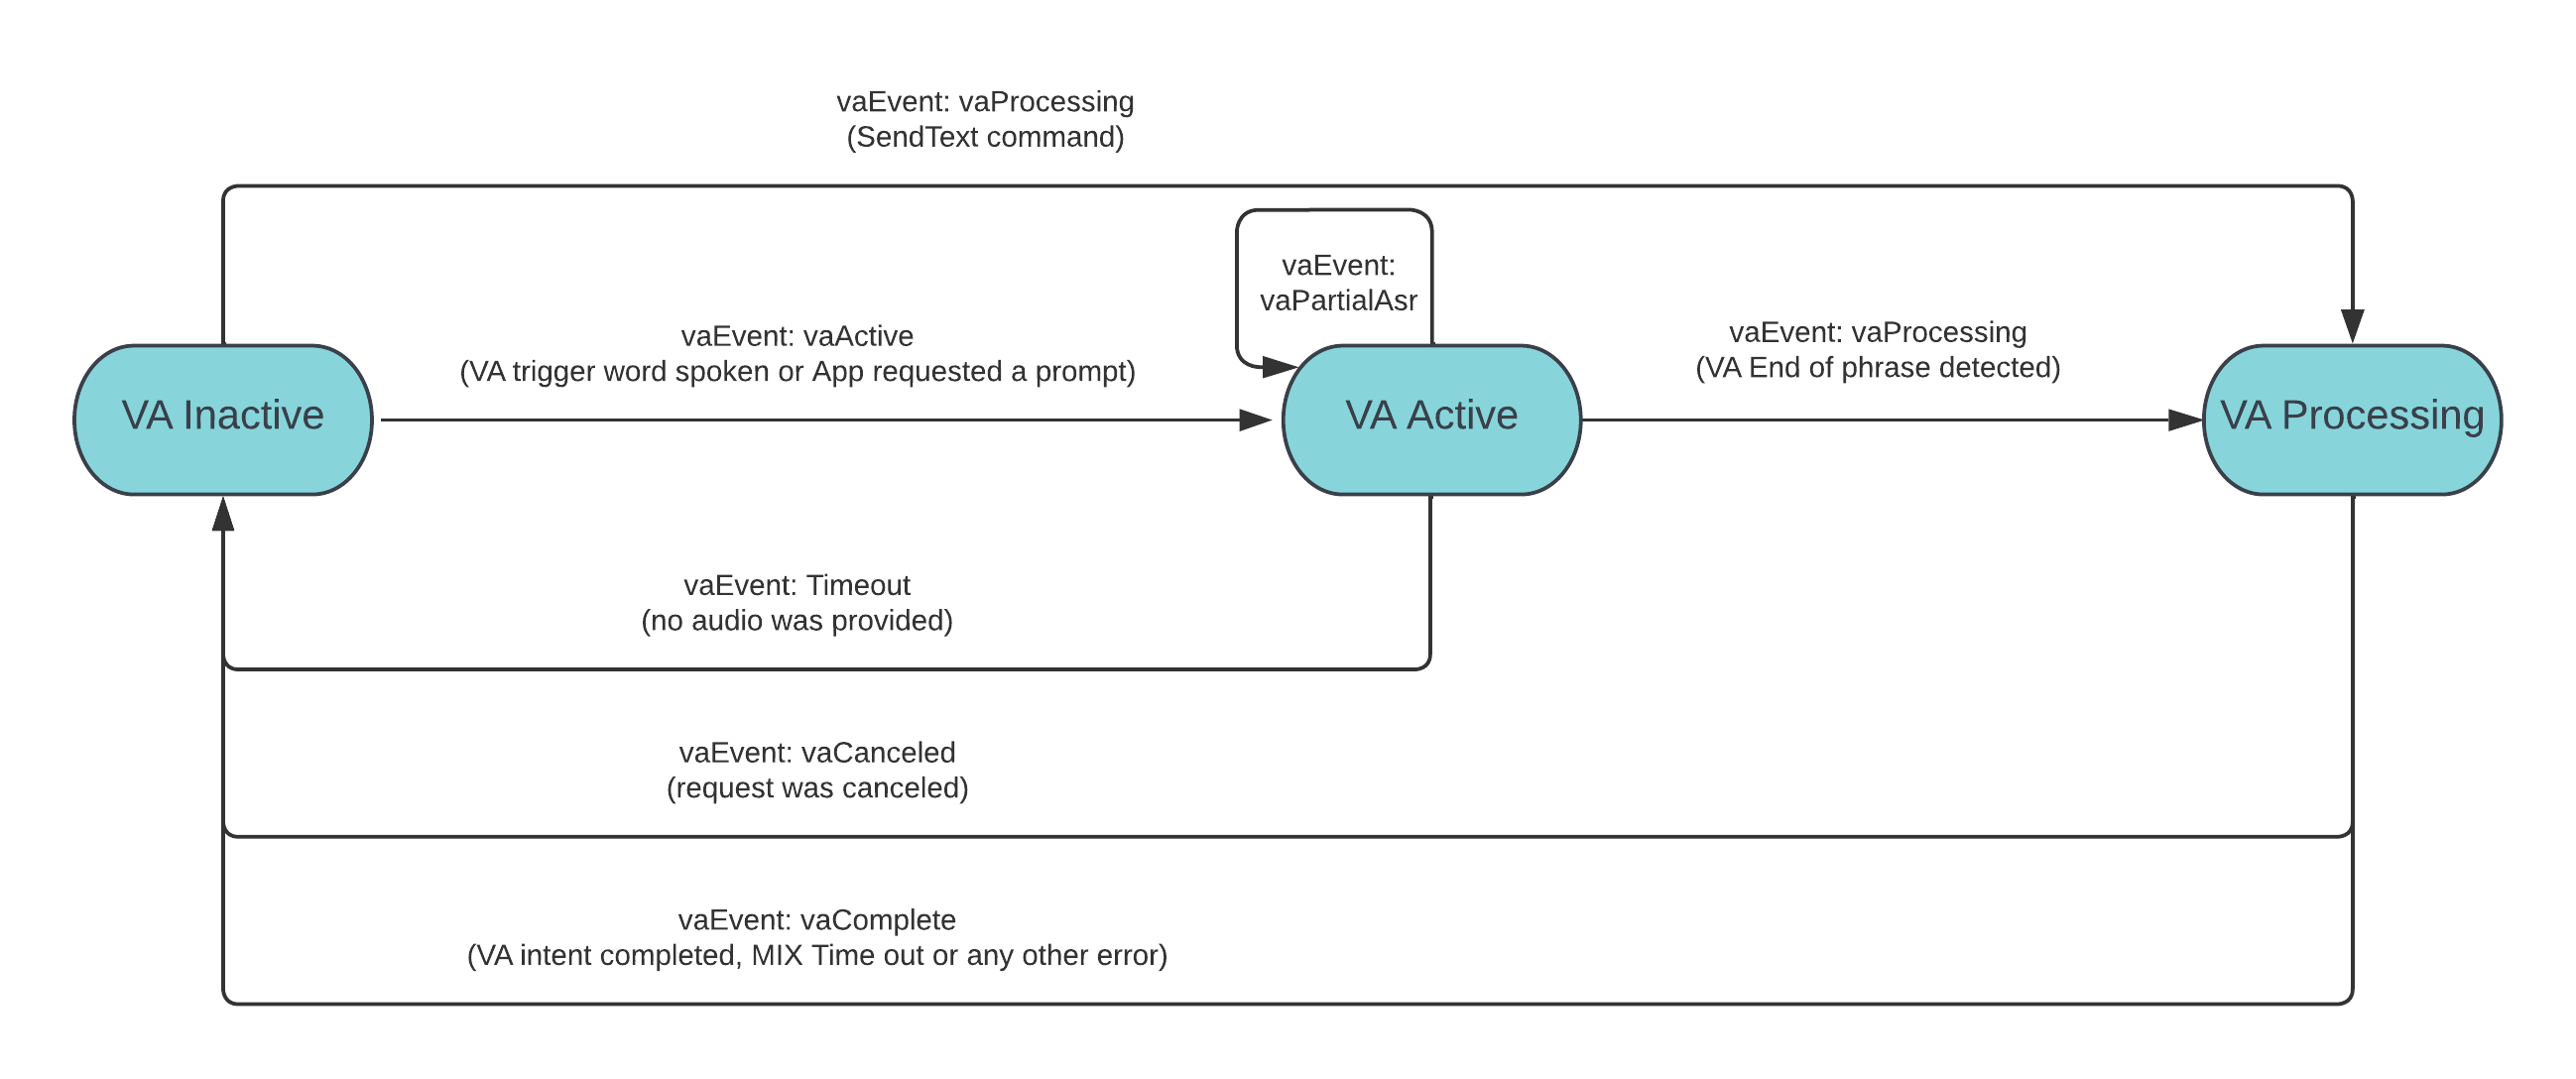 vaEvent: vaProcessing
(SendText command)
vaEvent:
vaPartialAsr
vaEvent: vaActive
(VA trigger word spoken or App requested a prompt)
vaEvent: vaProcessing
(VA End of phrase detected)
VA Inactive
VA Active
VA Processing
vaEvent: Timeout
(no audio was provided)
vaEvent: vaCanceled
(request was canceled)
vaEvent: vaComplete
(VA intent completed, MIX Time out or any other error)